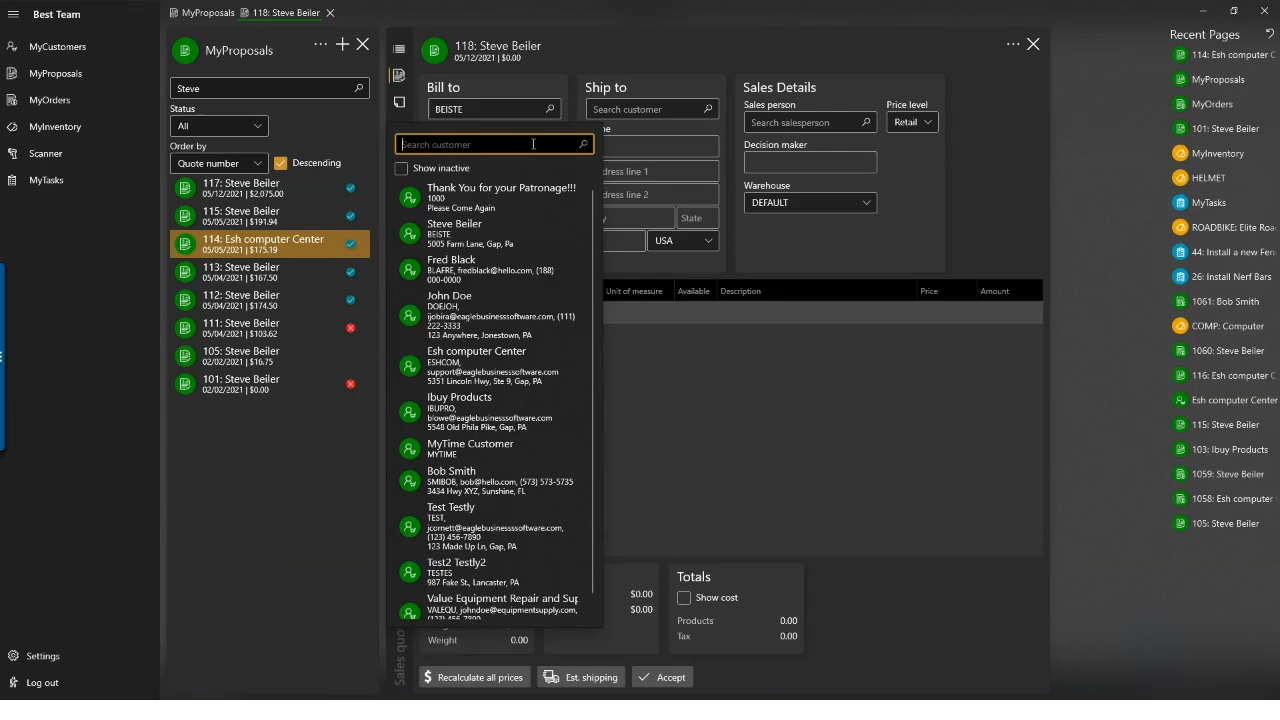 Best Team
MyCustomers
MyProposals
MyOrders
MyInventory
Scanner
MyTasks
Settings
Log out
MyProposals
118: Steve Beiler
MyProposals
Steve
Status
All
Order by
Quote number
Descending
117: Steve Beiler
05/12/2021 | $2,075.00
115: Steve Beiler
05/05/2021 | $191.94
114: Esh computer Center
05/05/2021 | $175.19
113: Steve Beiler
05/04/2021 | $167.50
112: Steve Beiler
05/04/2021 | $174.50
111: Steve Beiler
05/04/2021 | $103.62
105: Steve Beiler
02/02/2021 | $16.75
101: Steve Beiler
02/02/2021 | $0.00
118: Steve Beiler
05/12/2021 | $0.00
Bill to
BEISTE
Ship to
Search customer
dress line 1
dress line 2
State
USA
Sales Details
Sales person
Search salesperson
Price level
Retail
Decision maker
Warehouse
DEFAULT
Search customer
Show inactive
Thank You for your Patronage!!!
1000
Please Come Again
Steve Beiler
BEISTE
5005 Farm Lane, Gap, Pa
Fred Black
BLAFRE, fredblack@hello.com, (188)
000-0000
John Doe
DOEJOH,
ijobira@eaglebusinesssoftware.com, (111)
222-3333
123 Anywhere, Jonestown, PA
Esh computer Center
ESHCOM,
support@eaglebusinesssoftware.com
5351 Lincoln Hwy, Ste 9, Gap, PA
Ibuy Products
IBUPRO,
blowe@eaglebusinesssoftware.com
5548 Old Phila Pike, Gap, PA
MyTime Customer
MYTIME
Bob Smith
SMIBOB, bob@hello.com, (573) 573-5735
3434 Hwy XYZ, Sunshine, FL
Test Testly
TEST,
jcornett@eaglebusinesssoftware.com,
(123) 456-7890
123 Made Up Ln, Gap, PA
Test2 Testly2
TESTES
987 Fake St., Lancaster, PA
Value Equipment Repair and Sup
VALEQU, johndoe@equipmentsupply.com,
(123) 456-7890
Unit of measure
Available
Description
Price
Amount
Weight
0.00
$0.00
$0.00
Totals
Show cost
Products
0.00
Tax
0.00
Sales quo
Recalculate all prices
Est. shipping
Accept
Recent Pages
114: Esh computer C
MyProposals
MyOrders
101: Steve Beiler
MyInventory
HELMET
MyTasks
ROADBIKE: Elite Roa
44: Install a new Fen
26: Install Nerf Bars
1061: Bob Smith
COMP: Computer
1060: Steve Beiler
116: Esh computer C
Esh computer Center
115: Steve Beiler
103: Ibuy Products
1059: Steve Beiler
1058: Esh computer
105: Steve Beiler